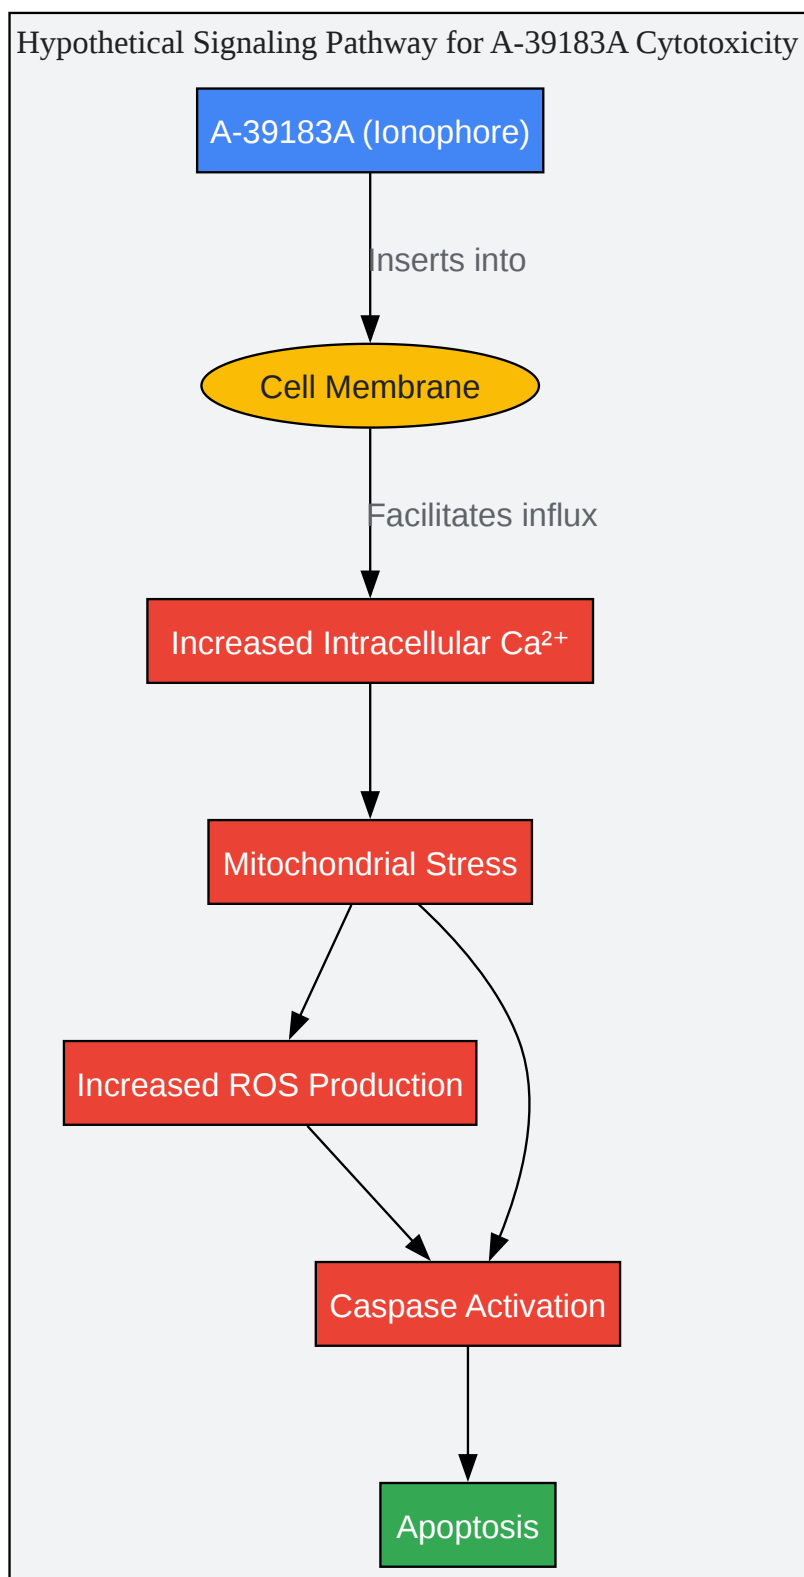 Hypothetical Signaling Pathway for A-39183A Cytotoxicity
A-39183A (Ionophore)
Inserts into
Cell Membrane
Facilitates influx
Increased Intracellular Ca²⁺
Mitochondrial Stress
Increased ROS Production
Caspase Activation
Apoptosis